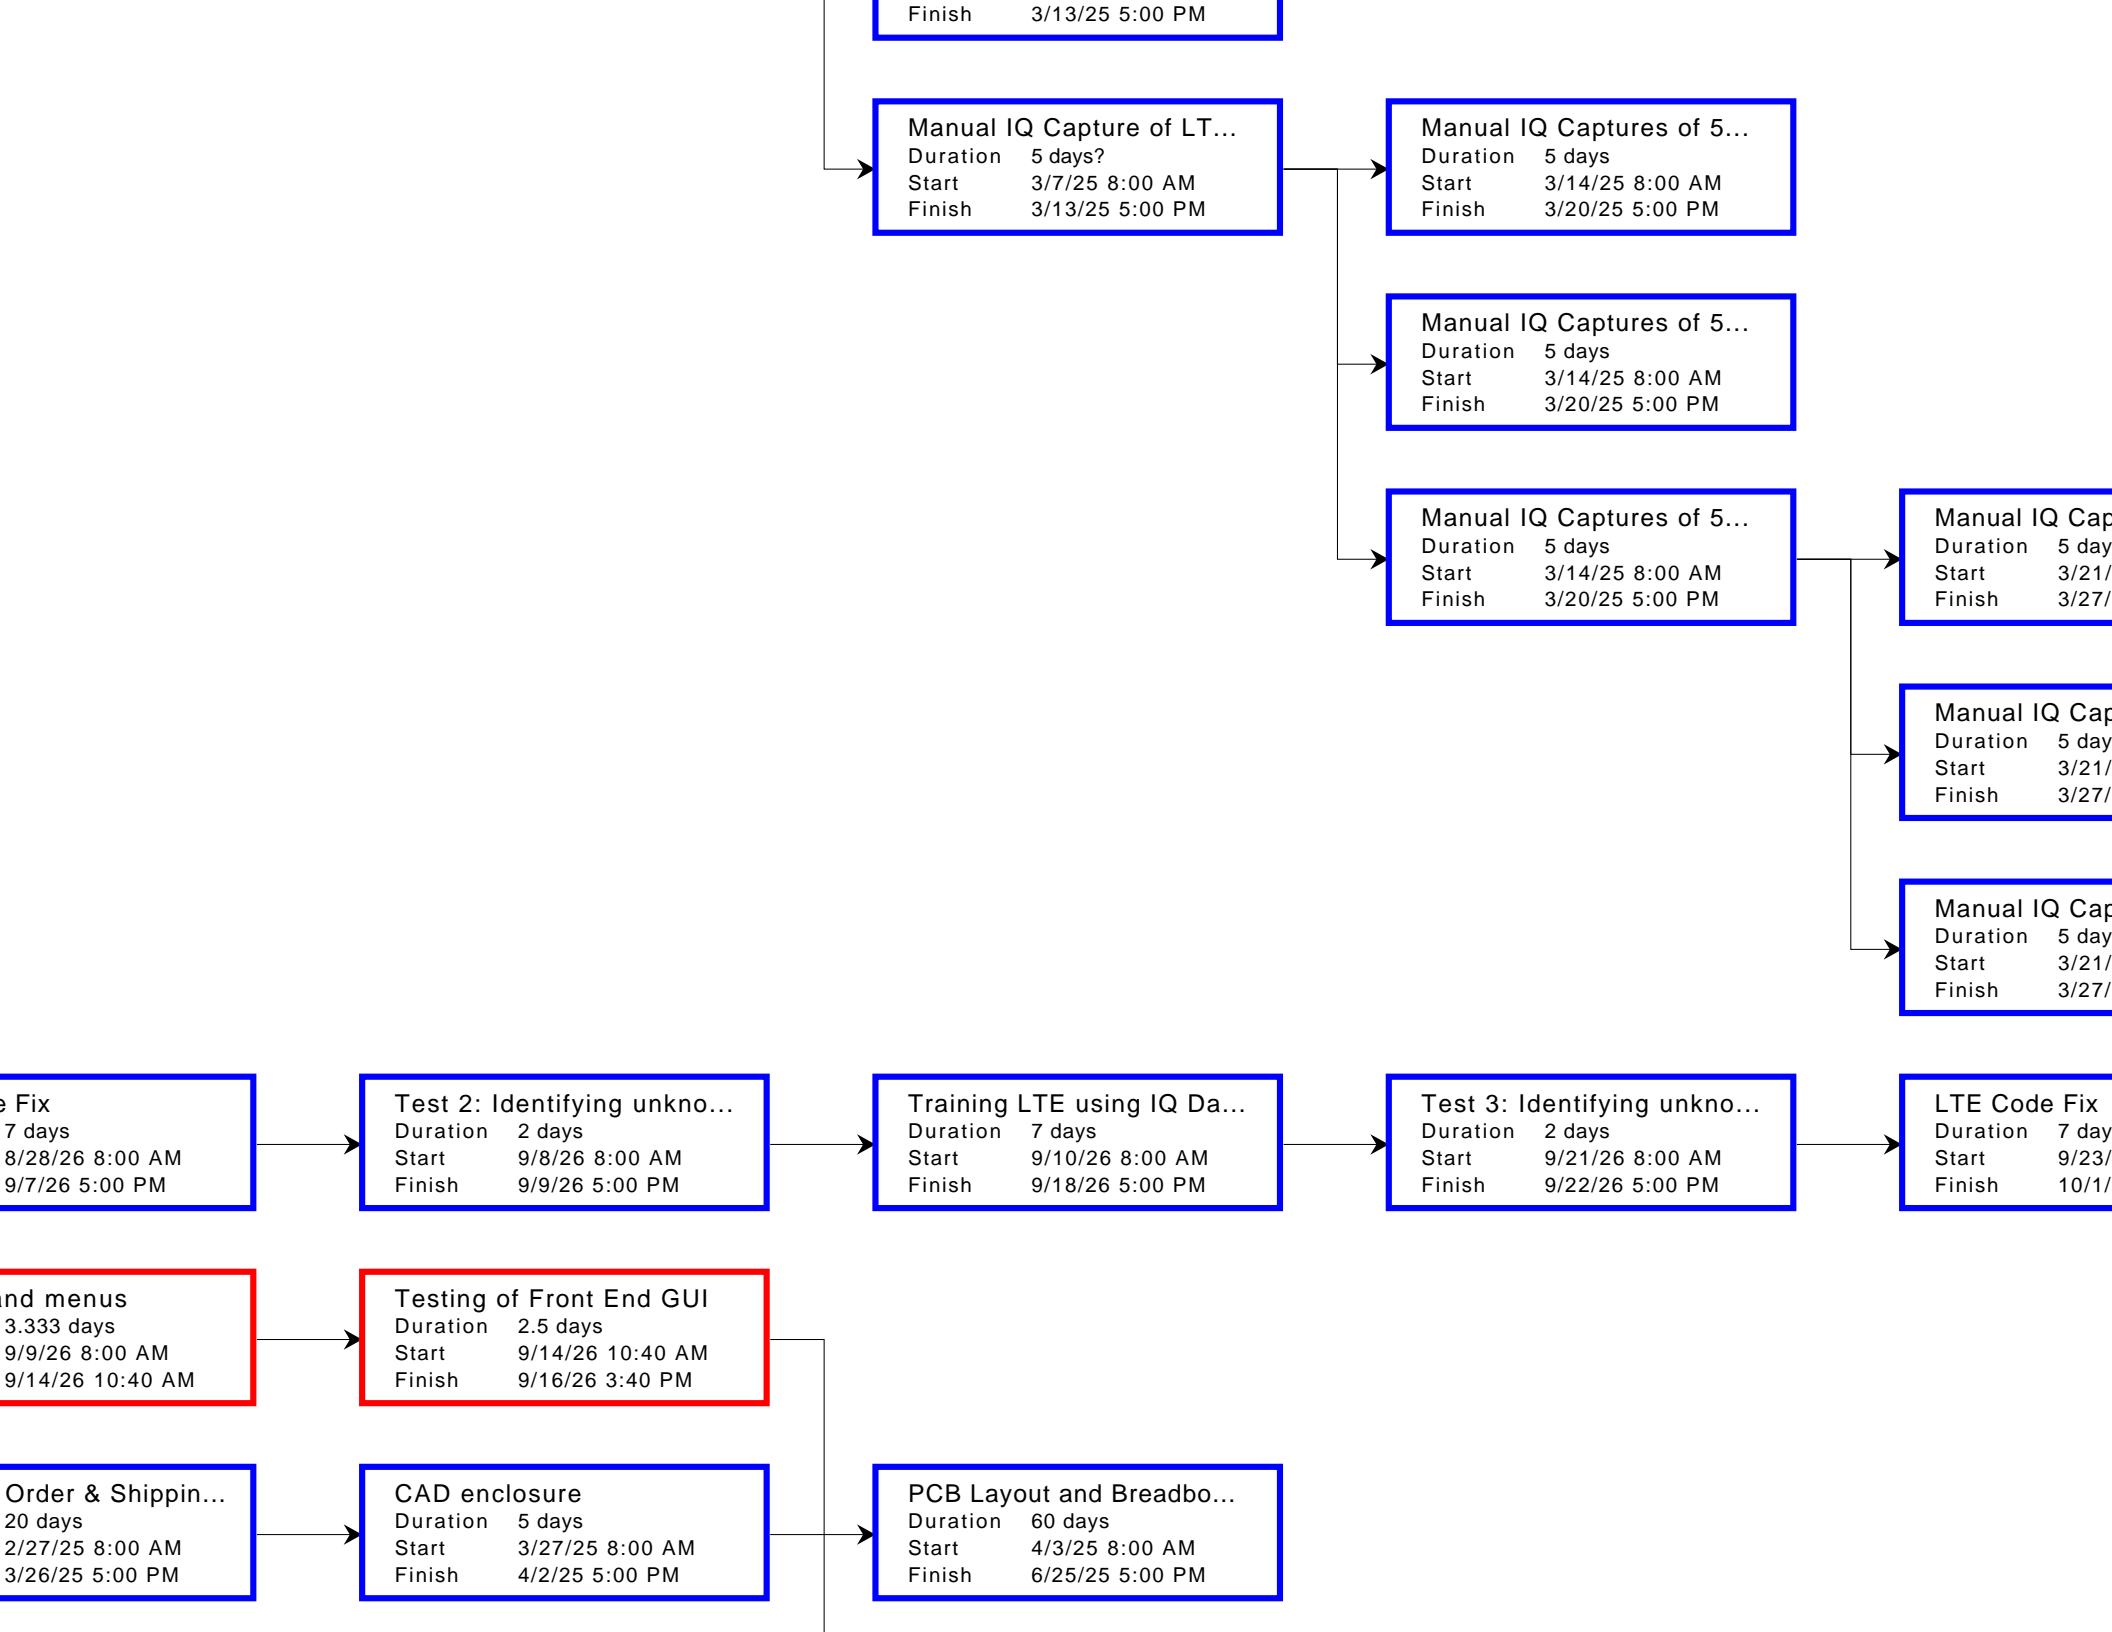 Finish 3/13/25 5:00 PM
Manual IQ Capture of LT...
Duration 5 days?
Start 3/7/25 8:00 AM
Finish 3/13/25 5:00 PM
Manual IQ Captures of 5...
Duration 5 days
Start 3/14/25 8:00 AM
Finish 3/20/25 5:00 PM
Manual IQ Captures of 5...
Duration 5 days
Start 3/14/25 8:00 AM
Finish 3/20/25 5:00 PM
Manual IQ Captures of 5...
Duration 5 days
Start 3/14/25 8:00 AM
Finish 3/20/25 5:00 PM
Manual IQ Cap
Duration 5 day
Start 3/21/
Finish 3/27/
Manual IQ Cap
Duration 5 day
Start 3/21/
Finish 3/27/
Manual IQ Cap
Duration 5 day
Start 3/21/
Finish 3/27/
e Fix
7 days
8/28/26 8:00 AM
9/7/26 5:00 PM
Test 2: Identifying unkno...
Duration 2 days
Start 9/8/26 8:00 AM
Finish 9/9/26 5:00 PM
Training LTE using IQ Da...
Duration 7 days
Start 9/10/26 8:00 AM
Finish 9/18/26 5:00 PM
Test 3: Identifying unkno...
Duration 2 days
Start 9/21/26 8:00 AM
Finish 9/22/26 5:00 PM
LTE Code Fix
Duration 7 day
Start 9/23/
Finish 10/1/
and menus
3.333 days
9/9/26 8:00 AM
9/14/26 10:40 AM
Testing of Front End GUI
Duration 2.5 days
Start 9/14/26 10:40 AM
Finish 9/16/26 3:40 PM
Order & Shippin...
20 days
2/27/25 8:00 AM
3/26/25 5:00 PM
CAD enclosure
Duration 5 days
Start 3/27/25 8:00 AM
Finish 4/2/25 5:00 PM
PCB Layout and Breadbo...
Duration 60 days
Start 4/3/25 8:00 AM
Finish 6/25/25 5:00 PM